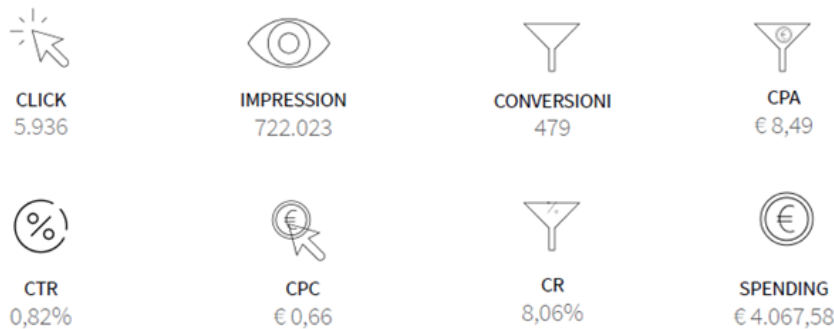 CLICK
5.936
IMPRESSION
722.023
CONVERSIONI
479
€
CPA
€ 8,49
%
CTR
0,82%
€
CPC
€ 0,66
%
CR
8,06%
€
SPENDING
€ 4.067,58